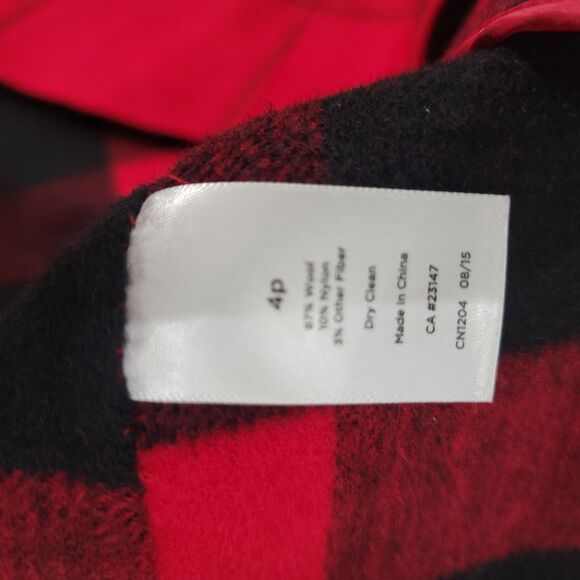 4p
87% Wool
10% Nylon
3% Other Fiber
Dry Clean
Made in China
CA #23147
CN1204 08/15